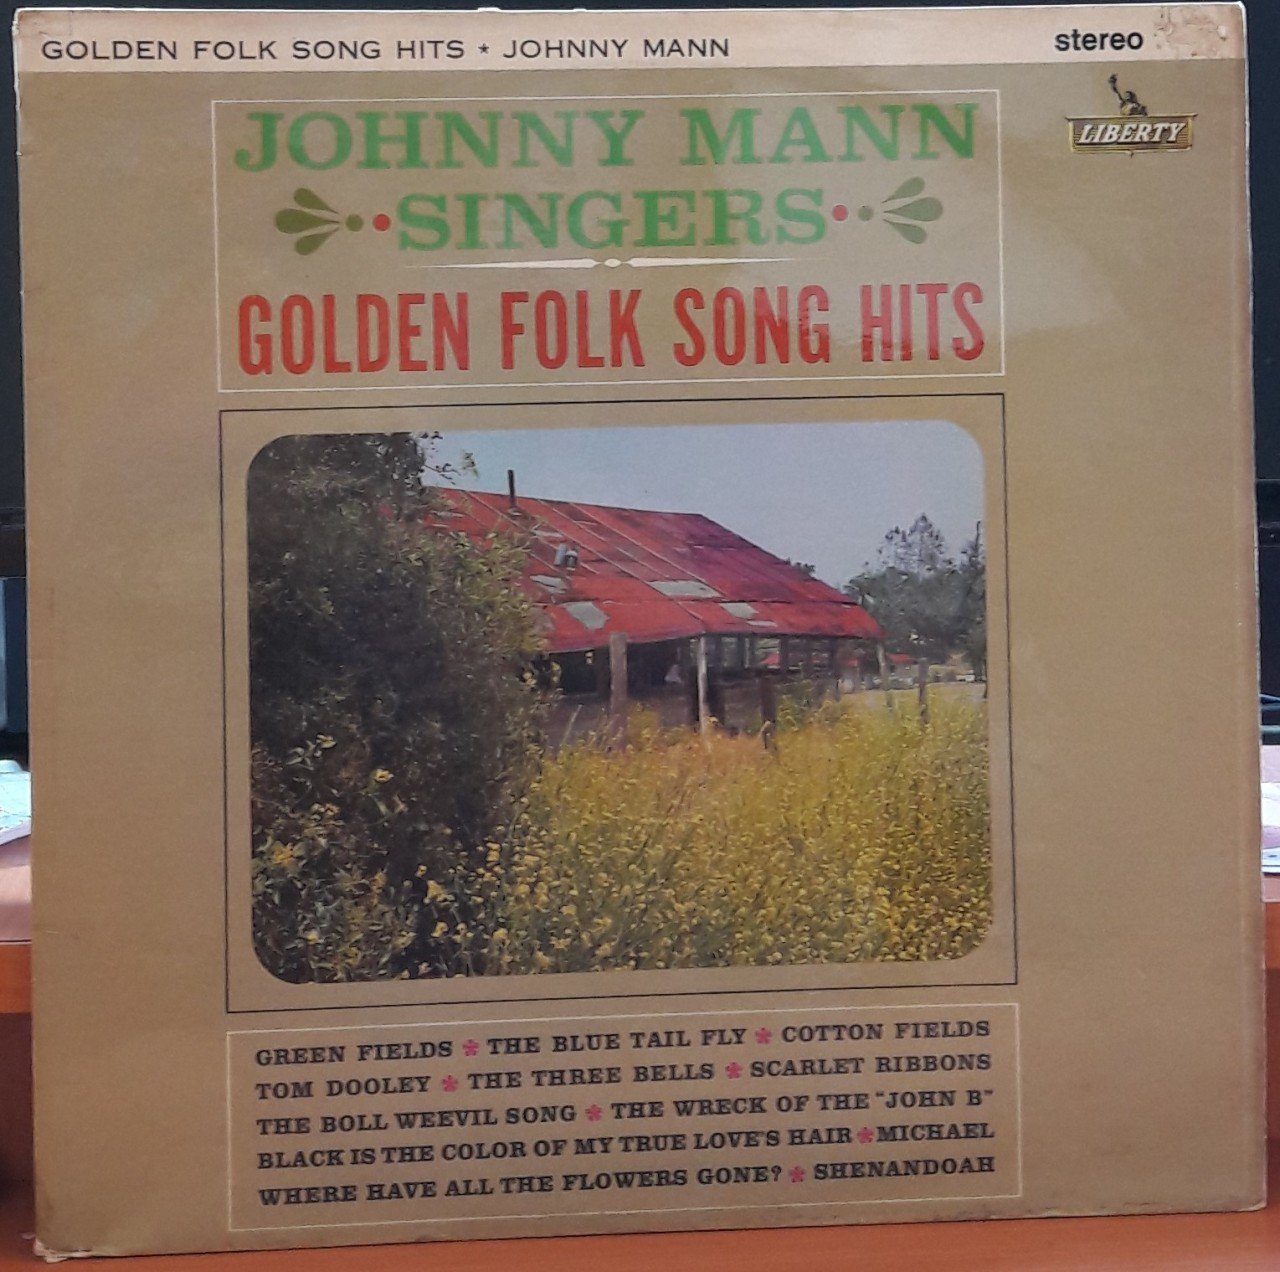 GOLDEN FOLK SONG HITS * JOHNNY MANN
stereo
LIBERTY
JOHNNY MANN
SINGERS
GOLDEN FOLK SONG HITS
GREEN FIELDS * THE BLUE TAIL FLY * COTTON FIELDS
TOM DOOLEY * THE THREE BELLS * SCARLET RIBBONS
THE BOLL WEEVIL SONG * THE WRECK OF THE "JOHN B"
BLACK IS THE COLOR OF MY TRUE LOVE'S HAIR * MICHAEL
WHERE HAVE ALL THE FLOWERS GONE? * SHENANDOAH